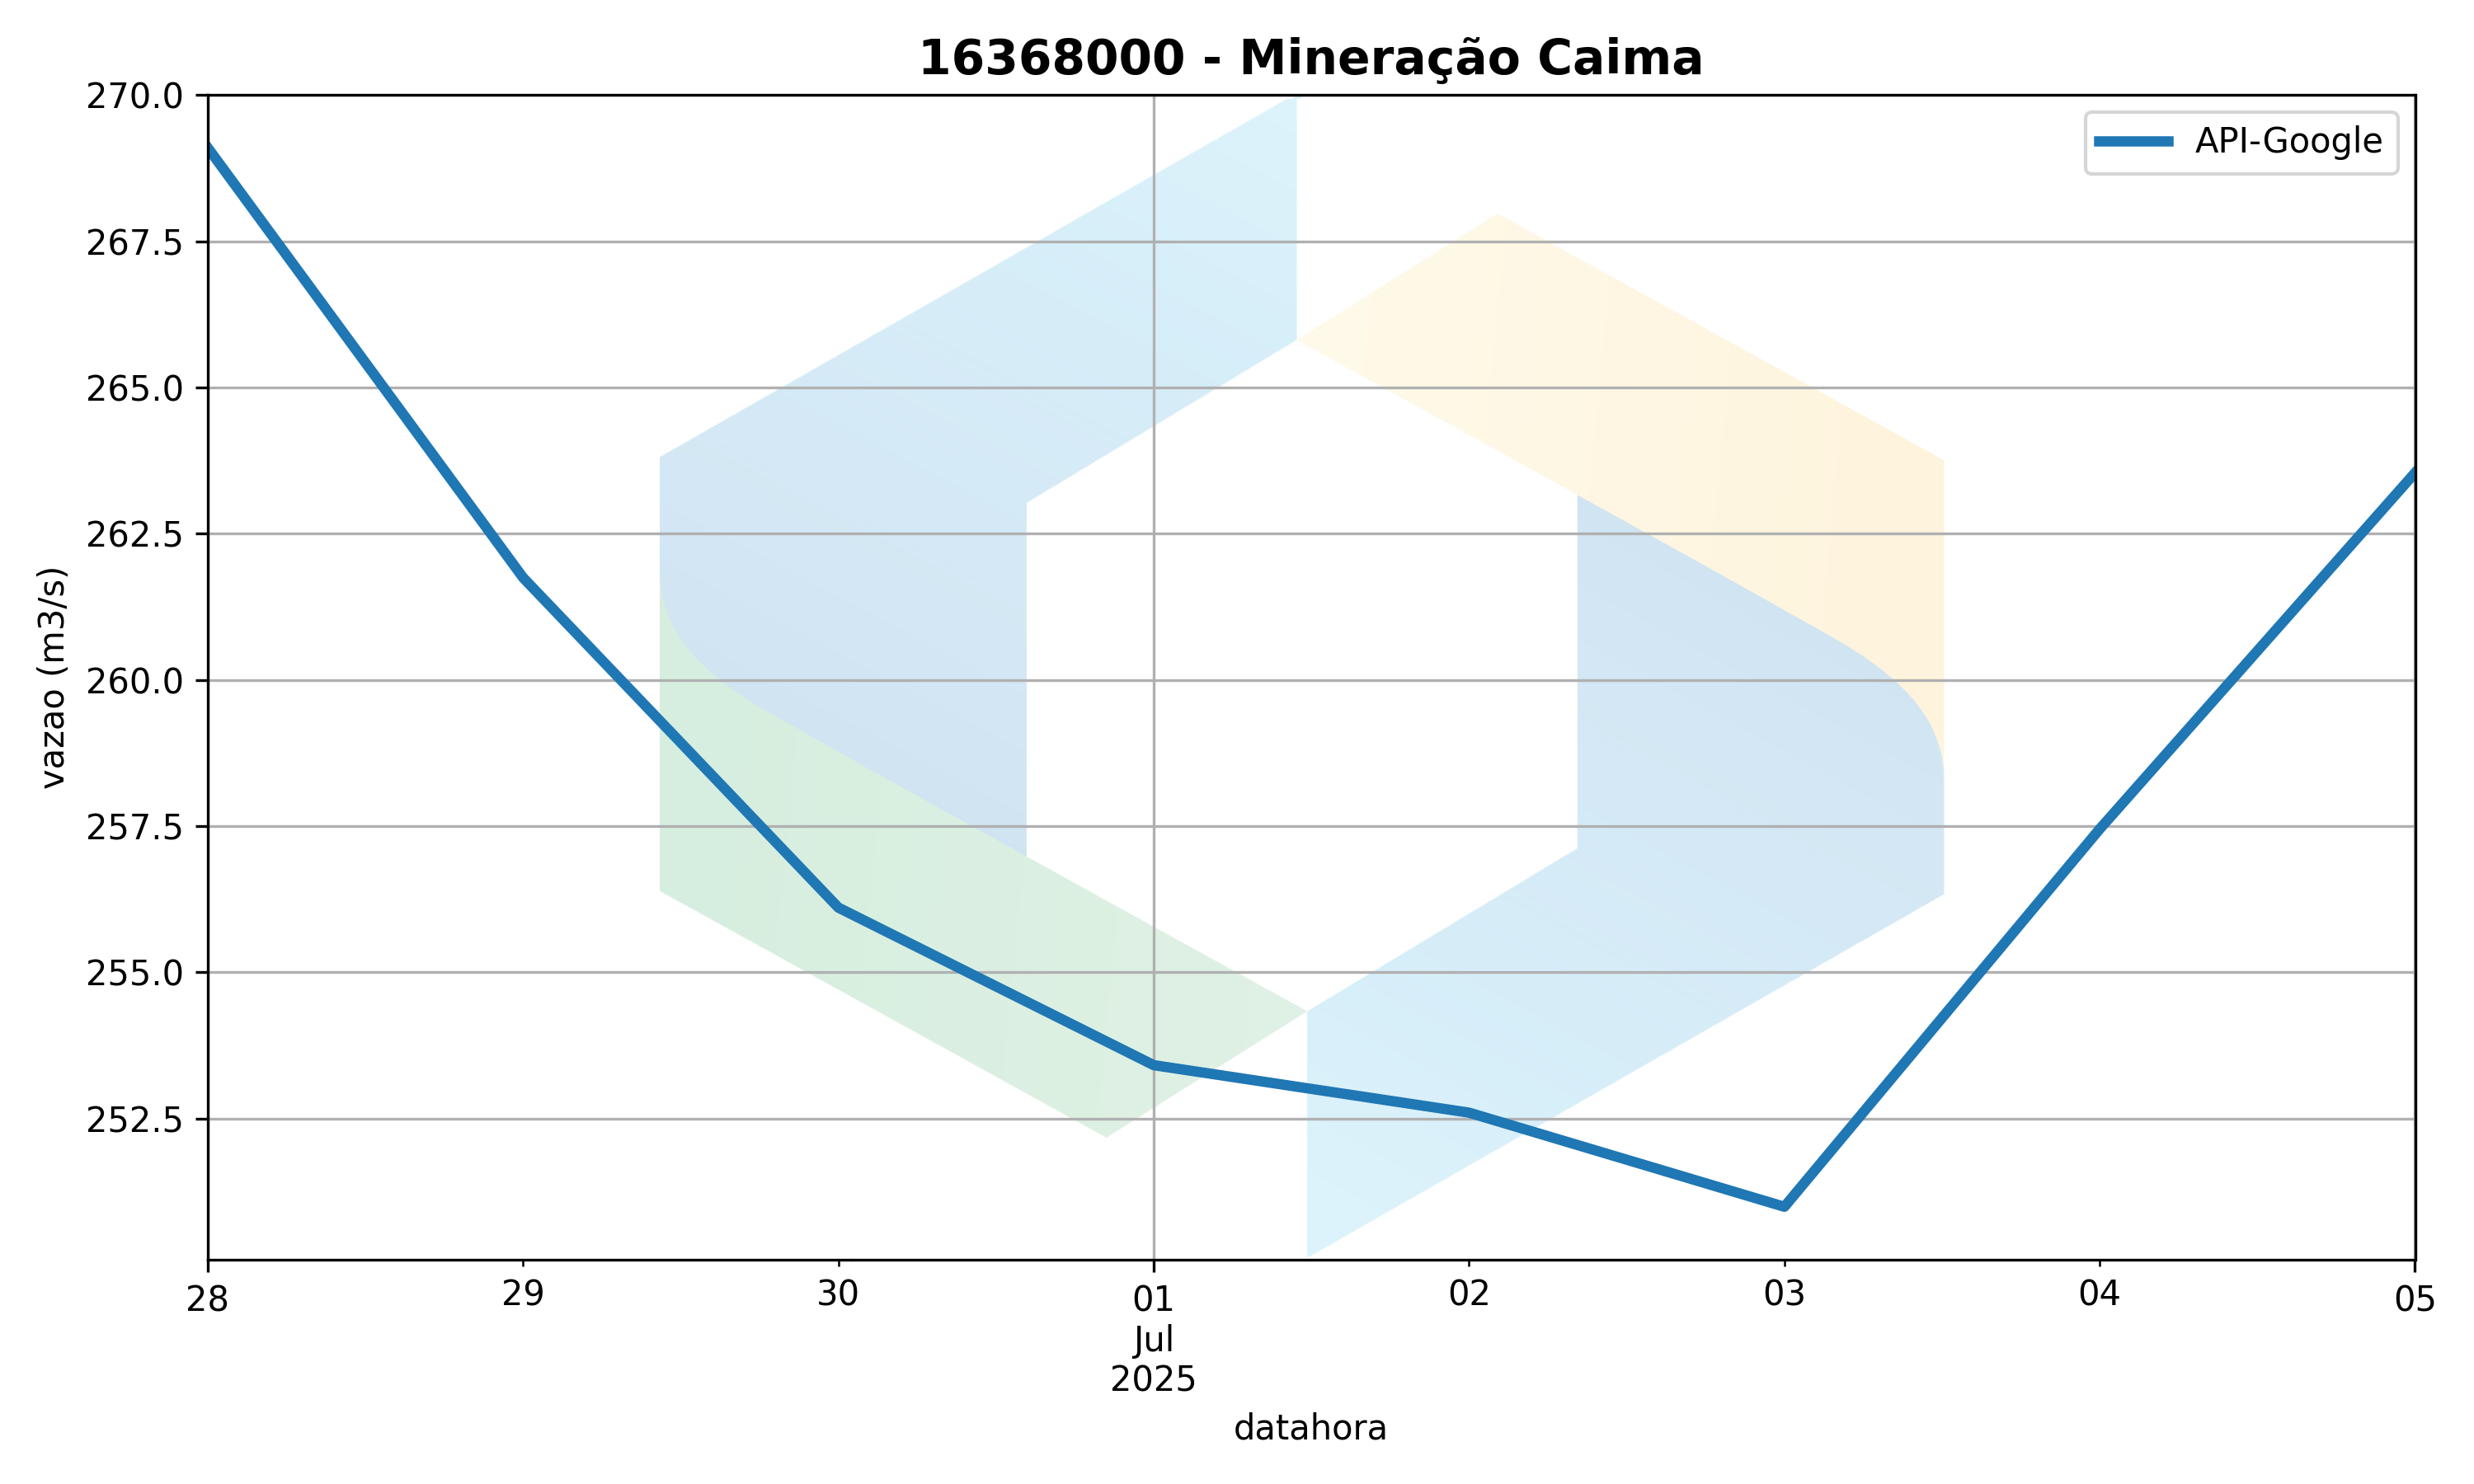 16368000 - Mineração Caima
API-Google
270.0
267.5
265.0
262.5
260.0
257.5
255.0
252.5
vazao (m3/s)
28 29 30 01 02 03 04 05
Jul
2025
datahora